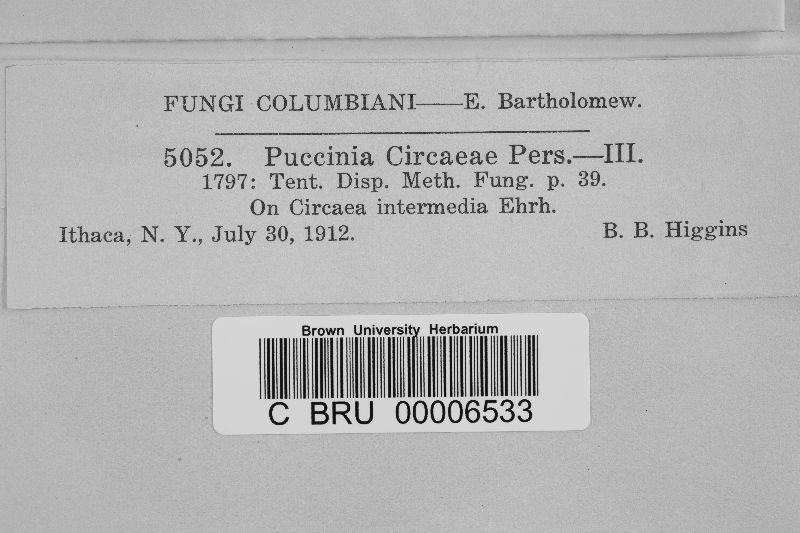 FUNGI COLUMBIANI——E. Bartholomew.
5052. Puccinia Circaeae Pers.—III.
1797: Tent. Disp. Meth. Fung. p. 39.
On Circaea intermedia Ehrh.
Ithaca, N. Y., July 30, 1912. B. B. Higgins
Brown University Herbarium
C BRU 00006533